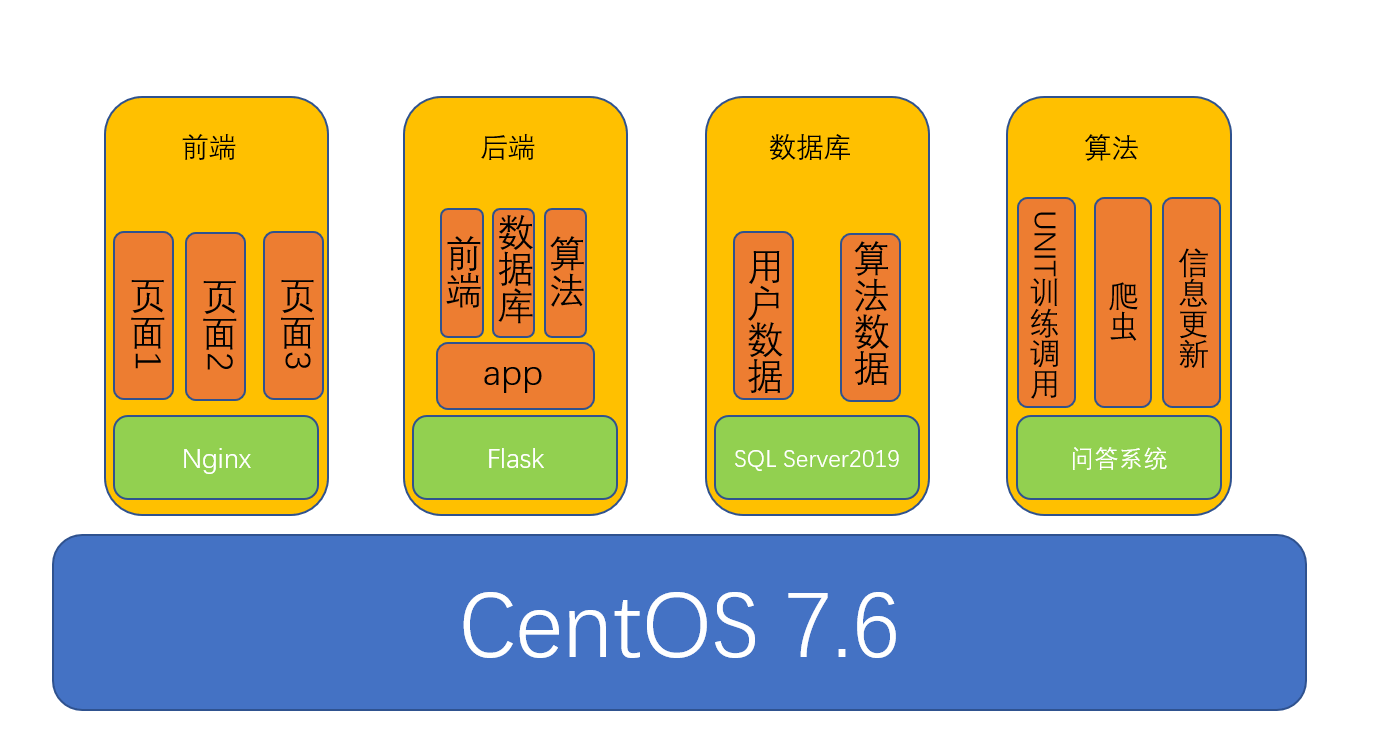 前端
页面1
页面2
页面3
Nginx
后端
前端
数据库
算法
app
Flask
数据库
用户数据
算法数据
SQL Server2019
算法
UNIT训练调用
爬虫
信息更新
问答系统
CentOS 7.6